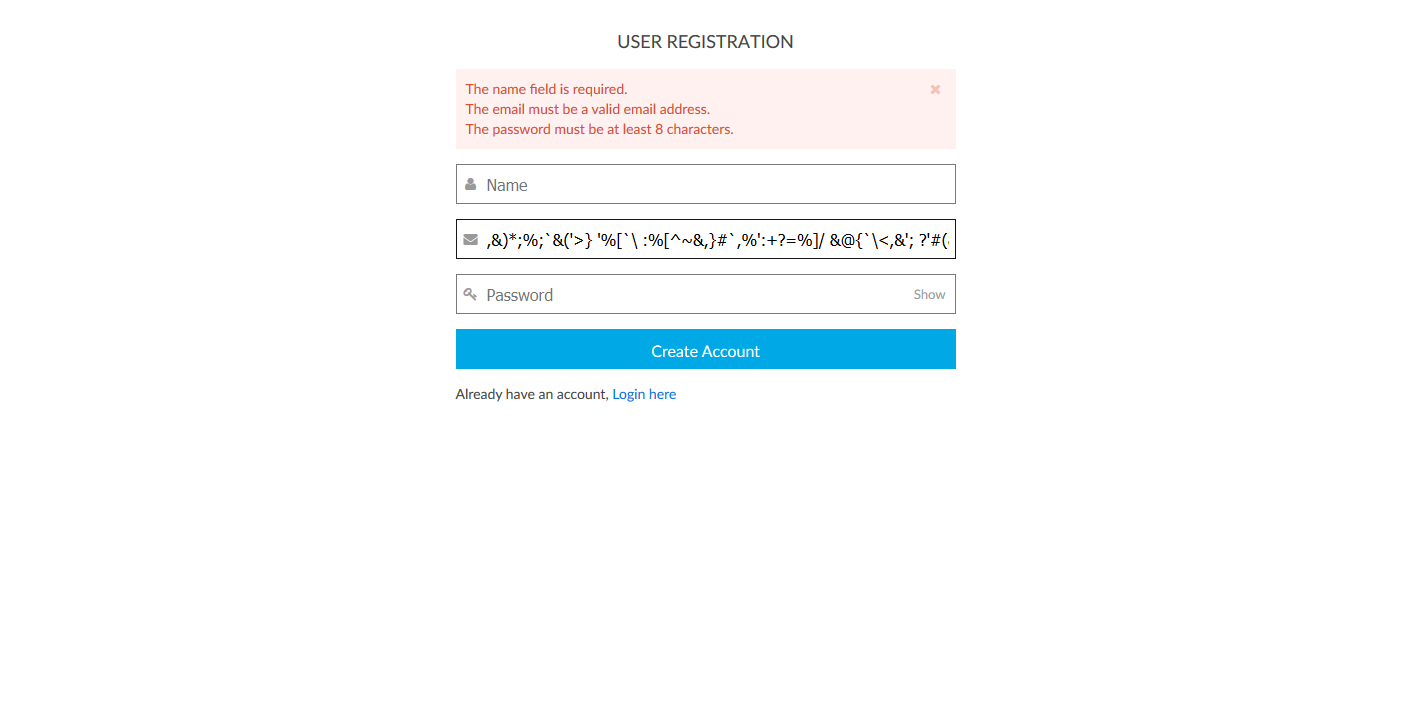 USER REGISTRATION
The name field is required.
The email must be a valid email address.
The password must be at least 8 characters.
Name
,&)*;%;`&('>} '%[`\ :%[^~&,}#`,%':+?=%]/ &@{`\<,&'; ?'#(
Password Show
Create Account
Already have an account, Login here